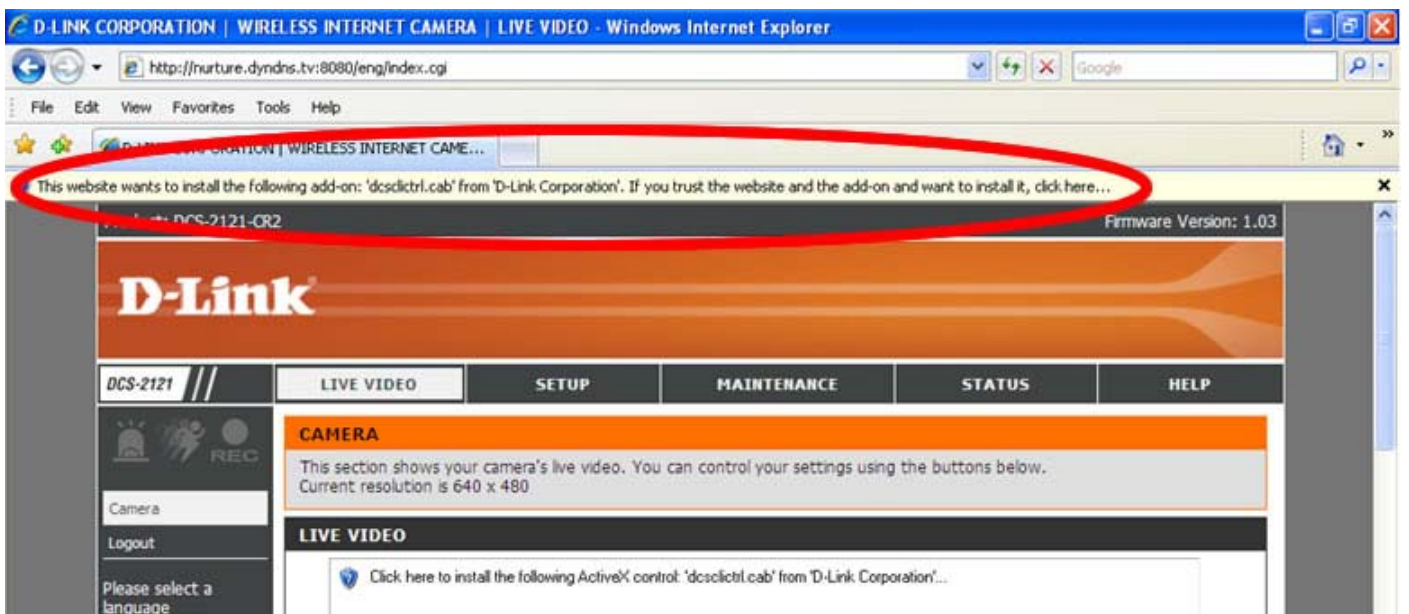 D-LINK CORPORATION | WIRELESS INTERNET CAMERA | LIVE VIDEO - Windows Internet Explorer
http://nurture.dyndns.tv:8080/eng/index.cgi
Google
File Edit View Favorites Tools Help
CORPORATION | WIRELESS INTERNET CAME...
This website wants to install the following add-on: 'dcsclictrl.cab' from 'D-Link Corporation'. If you trust the website and the add-on and want to install it, click here...
DCS-2121-CR2 Firmware Version: 1.03
D-Link
DCS-2121 LIVE VIDEO SETUP MAINTENANCE STATUS HELP
REC
CAMERA
This section shows your camera's live video. You can control your settings using the buttons below.
Current resolution is 640 x 480
Camera
Logout
LIVE VIDEO
Click here to install the following ActiveX control: 'dcsclictrl.cab' from 'D-Link Corporation'...
Please select a
language